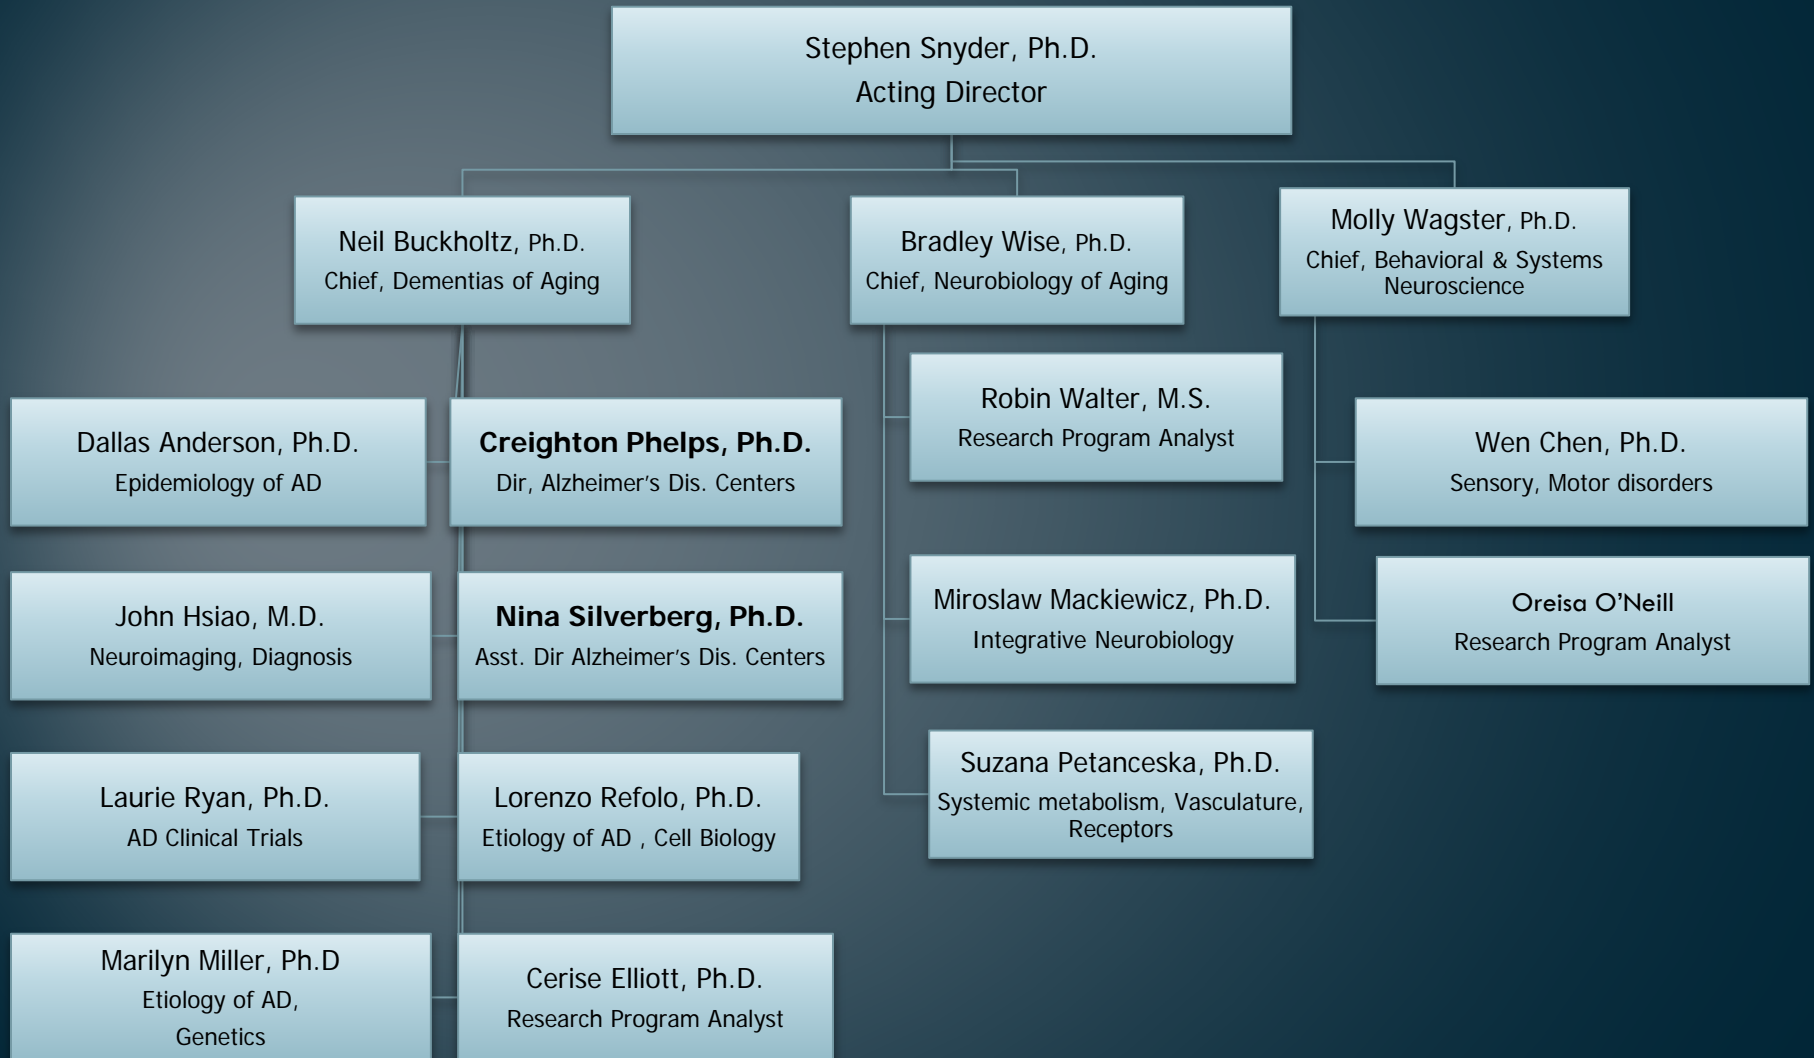 Stephen Snyder, Ph.D.
Acting Director
Neil Buckholtz, Ph.D.
Chief, Dementias of Aging
Bradley Wise, Ph.D.
Chief, Neurobiology of Aging
Molly Wagster, Ph.D.
Chief, Behavioral & Systems
Neuroscience
Dallas Anderson, Ph.D.
Epidemiology of AD
Creighton Phelps, Ph.D.
Dir, Alzheimer's Dis. Centers
John Hsiao, M.D.
Neuroimaging, Diagnosis
Nina Silverberg, Ph.D.
Asst. Dir Alzheimer's Dis. Centers
Laurie Ryan, Ph.D.
AD Clinical Trials
Lorenzo Refolo, Ph.D.
Etiology of AD , Cell Biology
Marilyn Miller, Ph.D
Etiology of AD,
Genetics
Cerise Elliott, Ph.D.
Research Program Analyst
Robin Walter, M.S.
Research Program Analyst
Miroslaw Mackiewicz, Ph.D.
Integrative Neurobiology
Suzana Petanceska, Ph.D.
Systemic metabolism, Vasculature,
Receptors
Wen Chen, Ph.D.
Sensory, Motor disorders
Oreisa O'Neill
Research Program Analyst